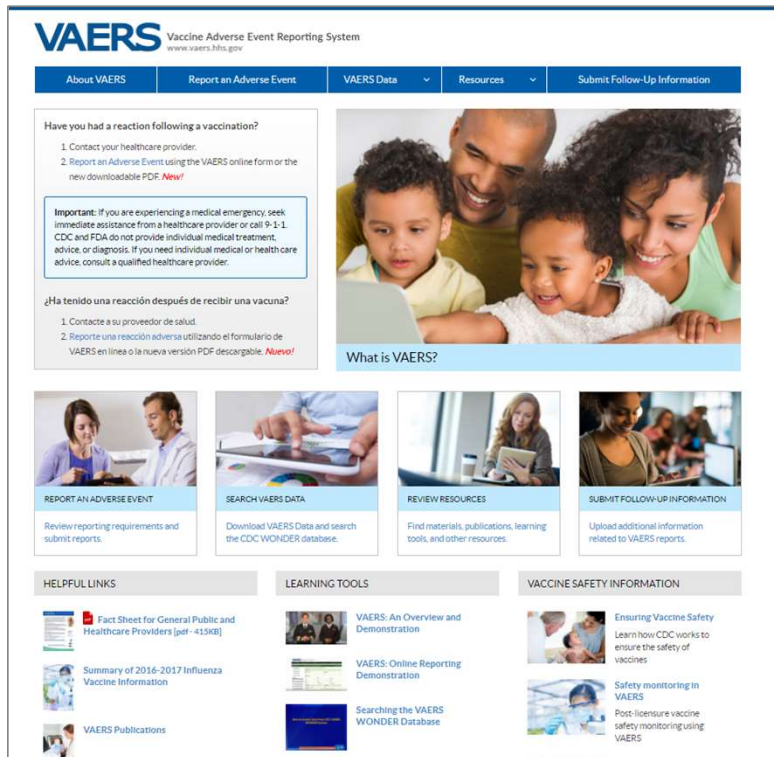 VAERS Vaccine Adverse Event Reporting System
www.vaers.hhs.gov
About VAERS Report an Adverse Event VAERS Data Resources Submit Follow-Up Information
Have you had a reaction following a vaccination?
1. Contact your healthcare provider.
2. Report an Adverse Event using the VAERS online form or the
new downloadable PDF. New!
Important: If you are experiencing a medical emergency, seek
immediate assistance from a healthcare provider or call 9-1-1.
CDC and FDA do not provide individual medical treatment,
advice, or diagnosis. If you need individual medical or health care
advice, consult a qualified healthcare provider.
¿Ha tenido una reacción después de recibir una vacuna?
1. Contacte a su proveedor de salud.
2. Reporte una reacción adversa utilizando el formulario de
VAERS en línea o la nueva versión PDF descargable. Nuevo!
What is VAERS?
REPORT AN ADVERSE EVENT
Review reporting requirements and
submit reports.
SEARCH VAERS DATA
Download VAERS Data and search
the CDC WONDER database.
REVIEW RESOURCES
Find materials, publications, learning
tools, and other resources.
SUBMIT FOLLOW-UP INFORMATION
Upload additional information
related to VAERS reports.
HELPFUL LINKS
Fact Sheet for General Public and
Healthcare Providers [pdf - 415KB]
Summary of 2016-2017 Influenza
Vaccine Information
VAERS Publications
LEARNING TOOLS
VAERS: An Overview and
Demonstration
VAERS: Online Reporting
Demonstration
Searching the VAERS
WONDER Database
VACCINE SAFETY INFORMATION
Ensuring Vaccine Safety
Learn how CDC works to
ensure the safety of
vaccines
Safety monitoring in
VAERS
Post-licensure vaccine
safety monitoring using
VAERS